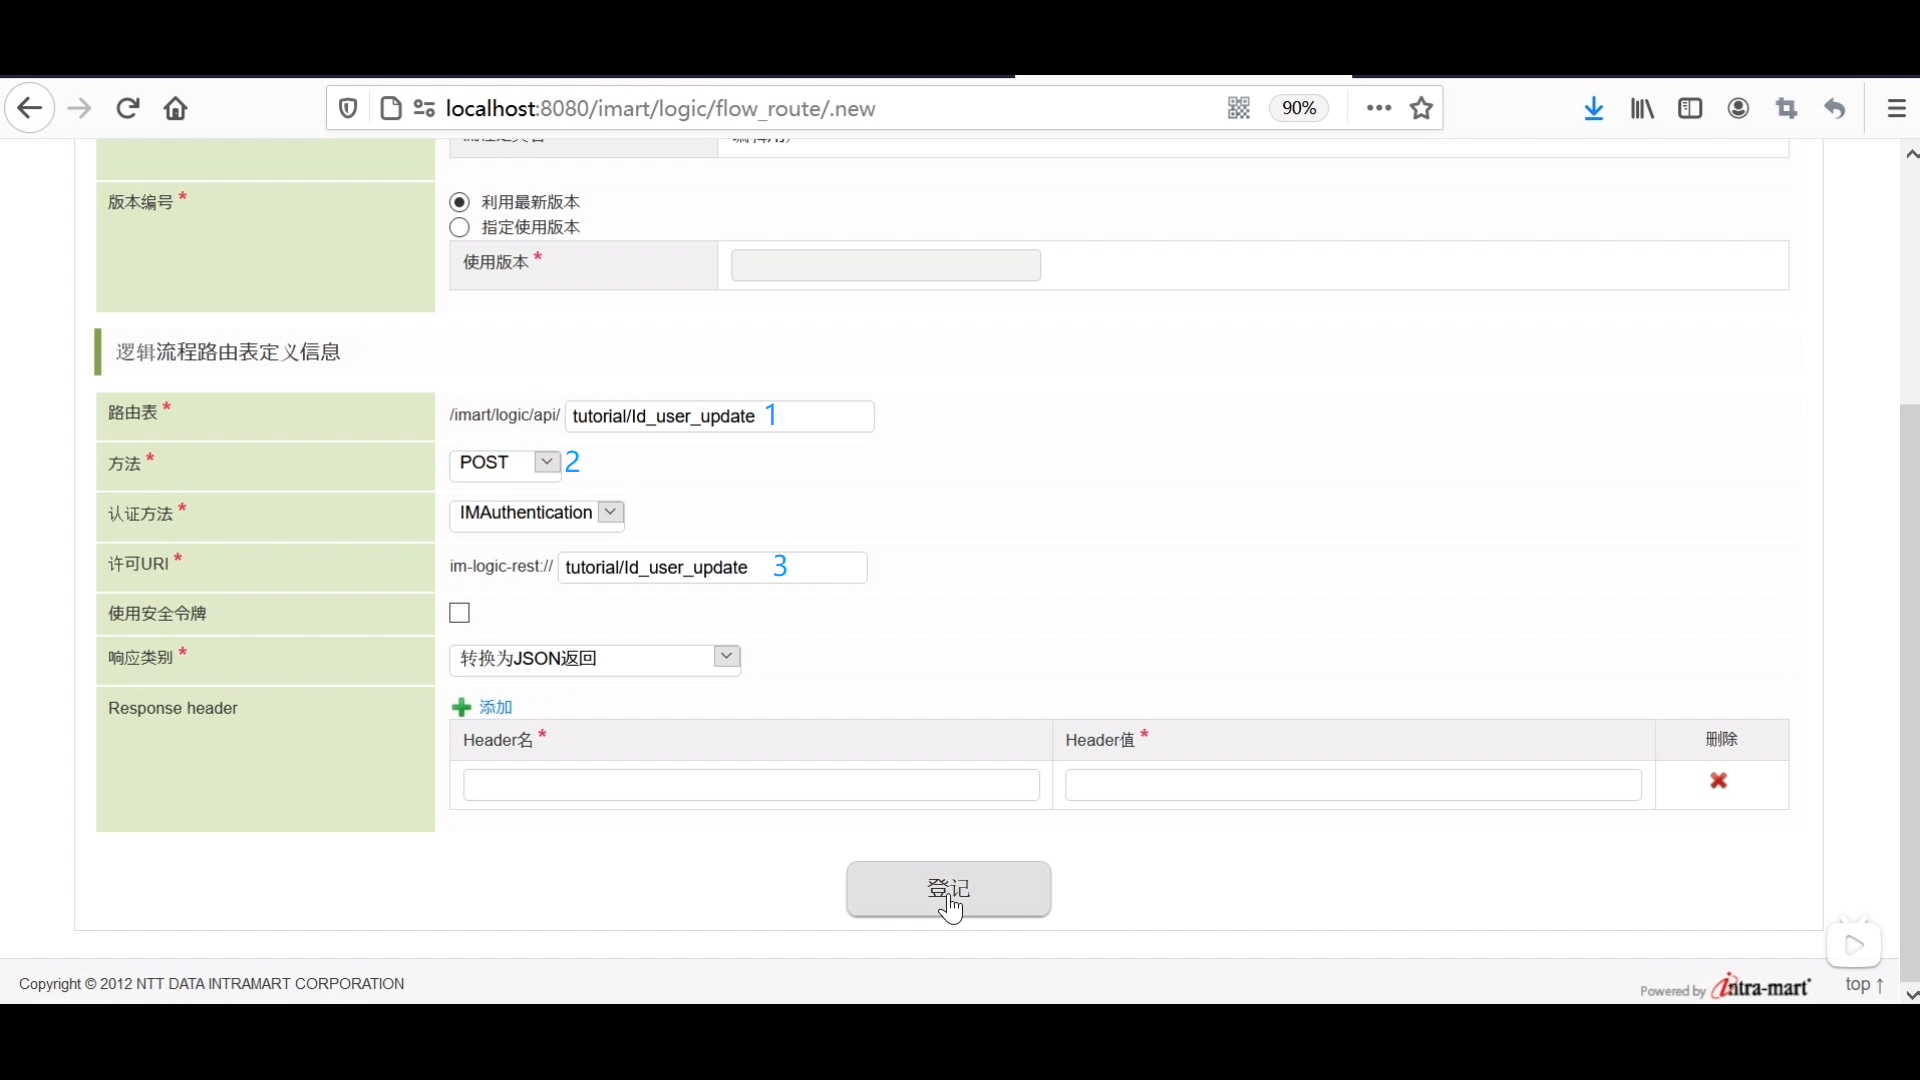 localhost:8080/imart/logic/flow_route/.new
90%
版本编号 *
利用最新版本
指定使用版本
使用版本 *
逻辑流程路由表定义信息
路由表 *
/imart/logic/api/ tutorial/ld_user_update 1
方法 *
POST 2
认证方法 *
IMAuthentication
许可URI *
im-logic-rest:// tutorial/ld_user_update 3
使用安全令牌
响应类别 *
转换为JSON返回
Response header
添加
Header名 *
Header值 *
删除
登记
Copyright © 2012 NTT DATA INTRAMART CORPORATION
Powered by intra-mart
top ↑